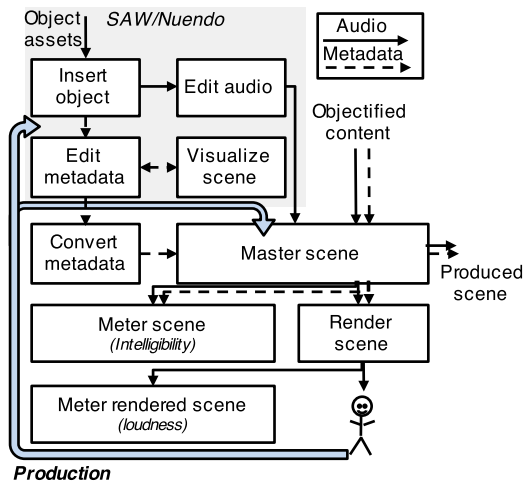 Object
assets
SAW/Nuendo
Audio
Metadata
Insert
object
Edit audio
Objectified
content
Edit
metadata
Visualize
scene
Convert
metadata
Master scene
Produced
scene
Meter scene
(Intelligibility)
Render
scene
Meter rendered scene
(loudness)
Production